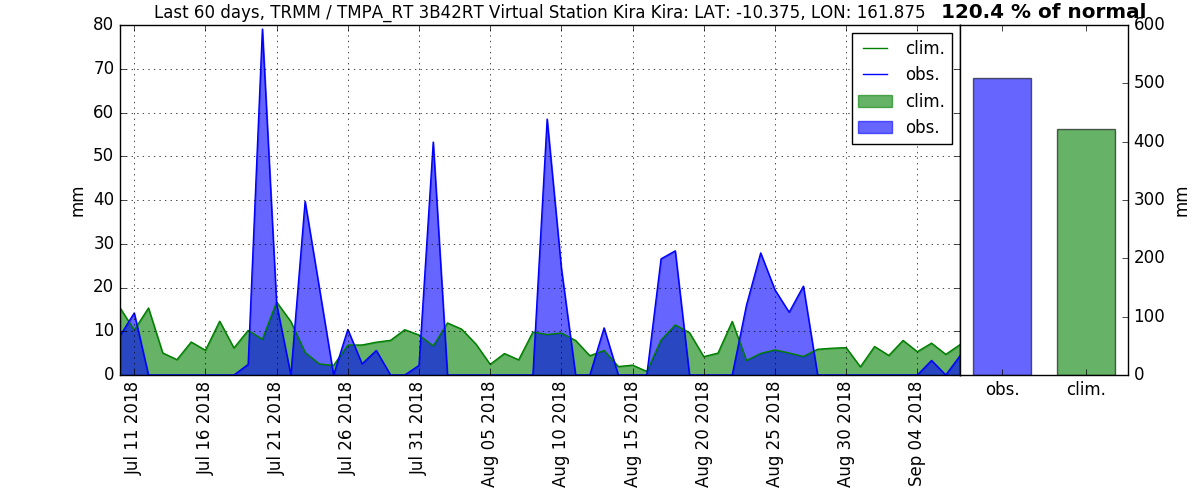 Last 60 days, TRMM / TMPA_RT 3B42RT Virtual Station Kira Kira: LAT: -10.375, LON: 161.875
120.4 % of normal
80
70
60
50
40
30
20
10
0
mm
clim.
obs.
clim.
obs.
Jul 11 2018
Jul 16 2018
Jul 21 2018
Jul 26 2018
Jul 31 2018
Aug 05 2018
Aug 10 2018
Aug 15 2018
Aug 20 2018
Aug 25 2018
Aug 30 2018
Sep 04 2018
600
500
400
300
200
100
0
mm
obs.
clim.